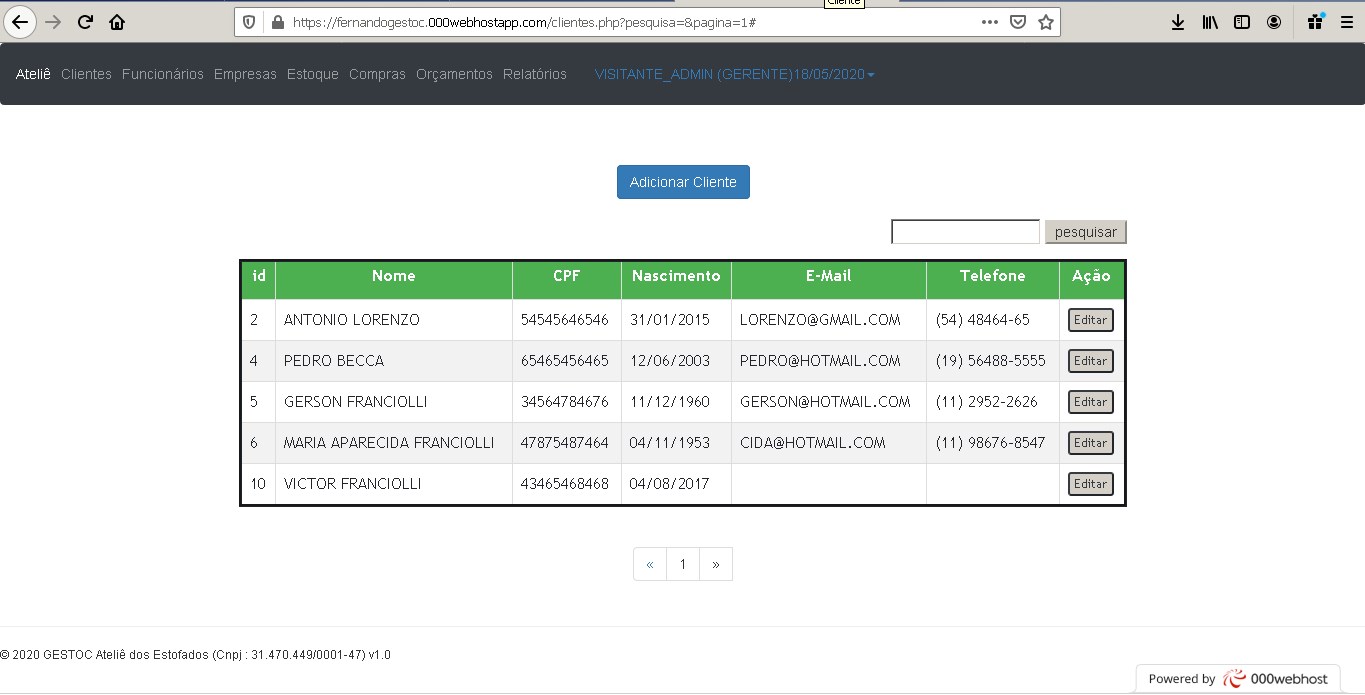 Cliente
https://fernandogestoc.000webhostapp.com/clientes.php?pesquisa=&pagina=1#
Ateliê Clientes Funcionários Empresas Estoque Compras Orçamentos Relatórios VISITANTE_ADMIN (GERENTE)18/05/2020
Adicionar Cliente
pesquisar
id Nome CPF Nascimento E-Mail Telefone Ação
2 ANTONIO LORENZO 54545646546 31/01/2015 LORENZO@GMAIL.COM (54) 48464-65 Editar
4 PEDRO BECCA 65465456465 12/06/2003 PEDRO@HOTMAIL.COM (19) 56488-5555 Editar
5 GERSON FRANCIOLLI 34564784676 11/12/1960 GERSON@HOTMAIL.COM (11) 2952-2626 Editar
6 MARIA APARECIDA FRANCIOLLI 47875487464 04/11/1953 CIDA@HOTMAIL.COM (11) 98676-8547 Editar
10 VICTOR FRANCIOLLI 43465468468 04/08/2017 Editar
« 1 »
© 2020 GESTOC Ateliê dos Estofados (Cnpj : 31.470.449/0001-47) v1.0
Powered by 000webhost